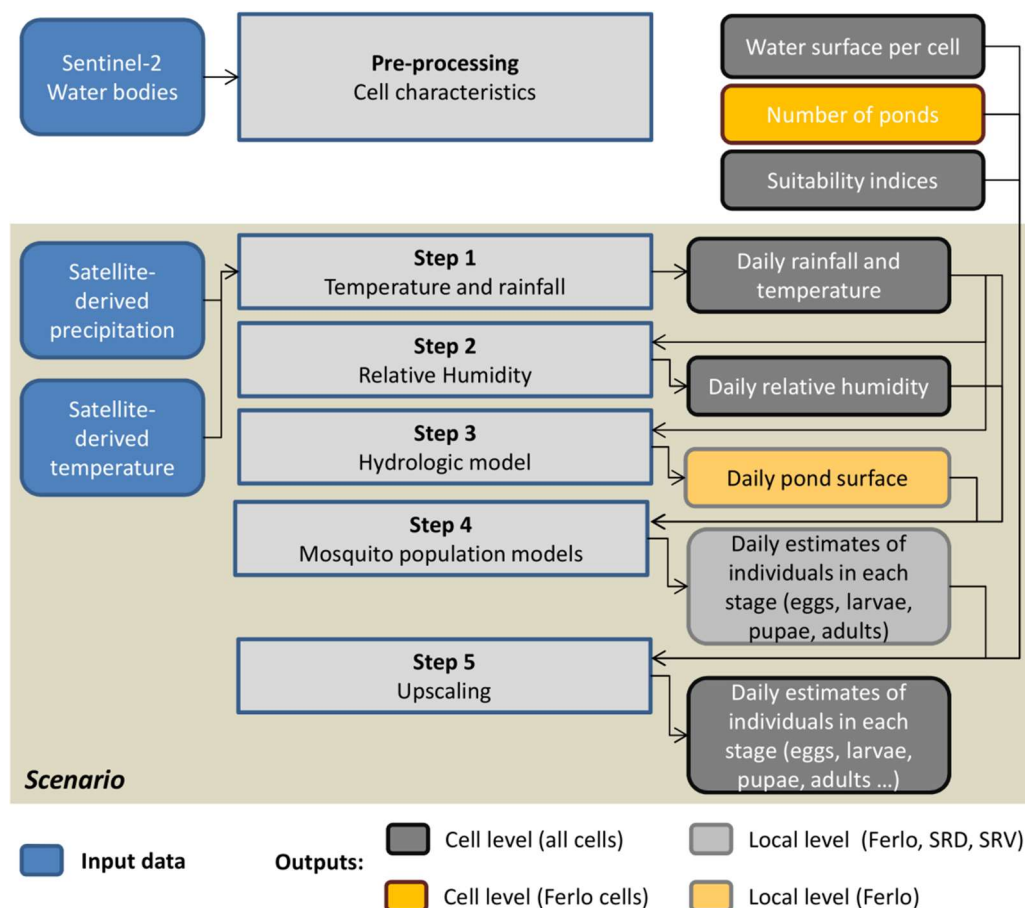 Sentinel-2
Water bodies
Pre-processing
Cell characteristics
Water surface per cell
Number of ponds
Suitability indices
Satellite-
derived
precipitation
Satellite-
derived
temperature
Step 1
Temperature and rainfall
Daily rainfall and
temperature
Step 2
Relative Humidity
Daily relative humidity
Step 3
Hydrologic model
Daily pond surface
Step 4
Mosquito population models
Daily estimates of
individuals in each
stage (eggs, larvae,
pupae, adults)
Step 5
Upscaling
Daily estimates of
individuals in each
stage (eggs, larvae,
pupae, adults ...)
Scenario
Input data
Outputs:
Cell level (all cells)
Local level (Ferlo, SRD, SRV)
Cell level (Ferlo cells)
Local level (Ferlo)